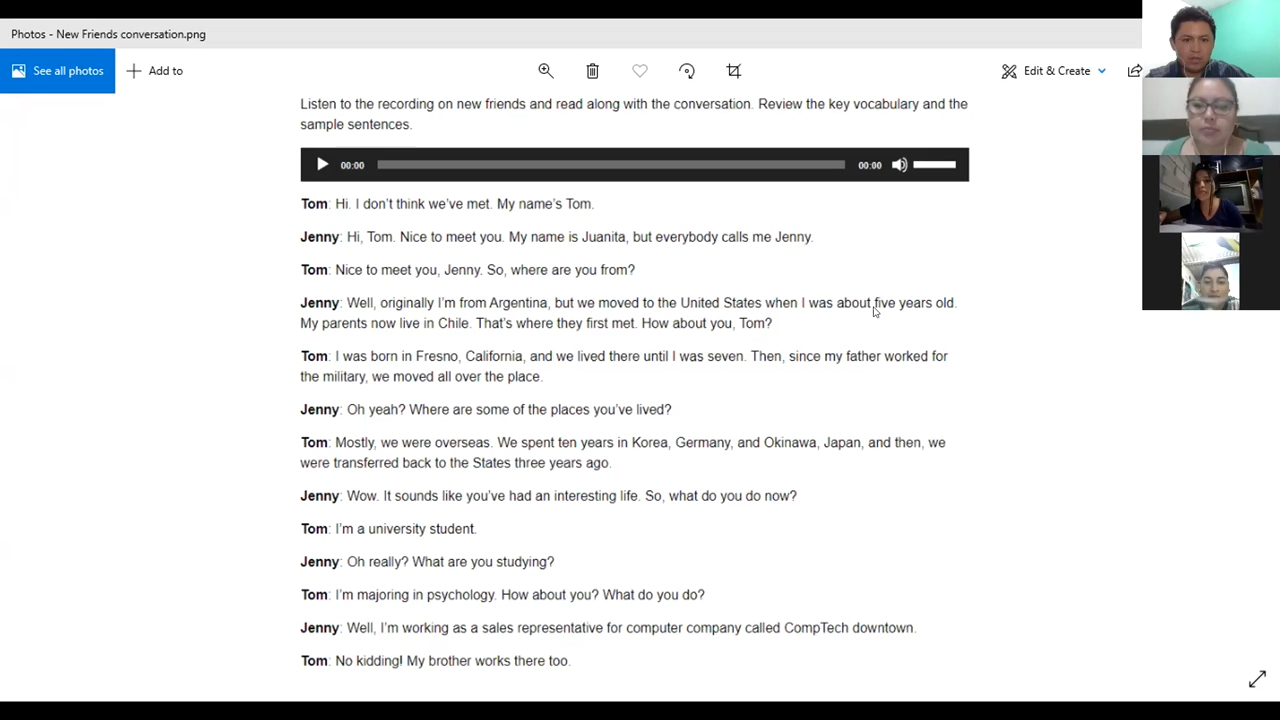 Photos - New Friends conversation.png
See all photos
Add to
Edit & Create
Listen to the recording on new friends and read along with the conversation. Review the key vocabulary and the
sample sentences.
00:00
00:00
Tom: Hi. I don't think we've met. My name's Tom.
Jenny: Hi, Tom. Nice to meet you. My name is Juanita, but everybody calls me Jenny.
Tom: Nice to meet you, Jenny. So, where are you from?
Jenny: Well, originally I'm from Argentina, but we moved to the United States when I was about five years old.
My parents now live in Chile. That's where they first met. How about you, Tom?
Tom: I was born in Fresno, California, and we lived there until I was seven. Then, since my father worked for
the military, we moved all over the place.
Jenny: Oh yeah? Where are some of the places you've lived?
Tom: Mostly, we were overseas. We spent ten years in Korea, Germany, and Okinawa, Japan, and then, we
were transferred back to the States three years ago.
Jenny: Wow. It sounds like you've had an interesting life. So, what do you do now?
Tom: I'm a university student.
Jenny: Oh really? What are you studying?
Tom: I'm majoring in psychology. How about you? What do you do?
Jenny: Well, I'm working as a sales representative for computer company called CompTech downtown.
Tom: No kidding! My brother works there too.